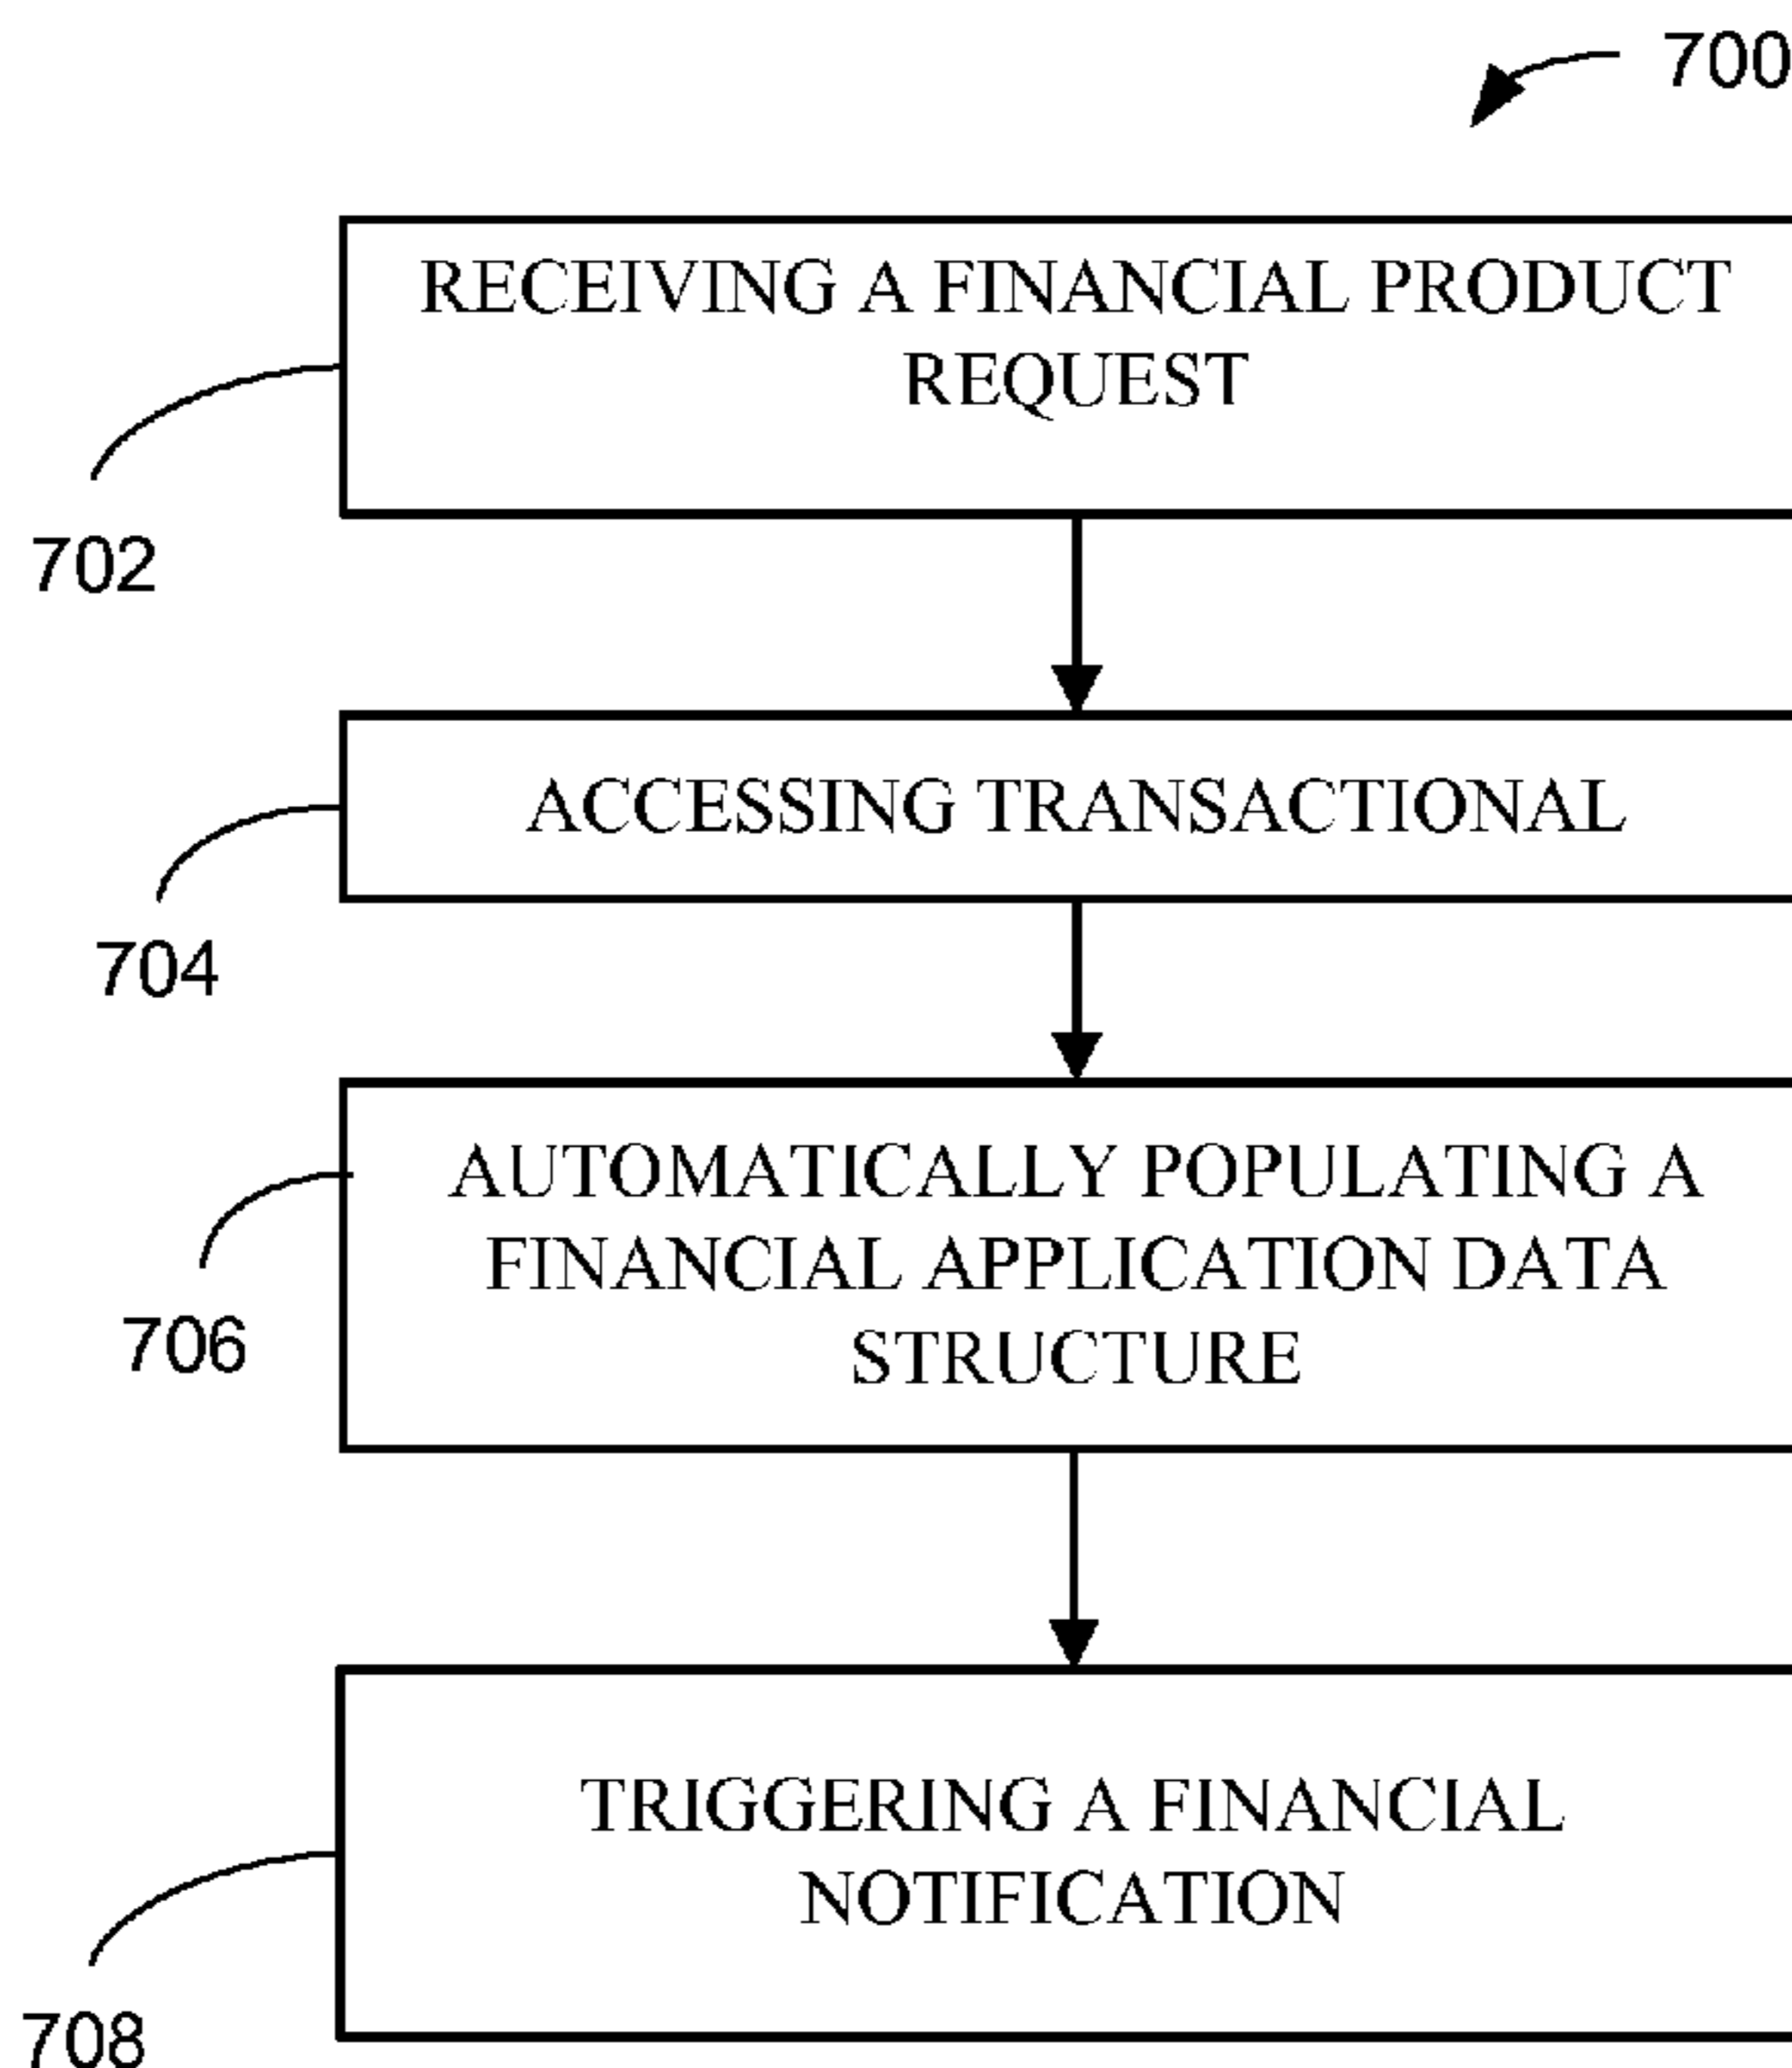 700
RECEIVING A FINANCIAL PRODUCT
REQUEST
702
ACCESSING TRANSACTIONAL
704
AUTOMATICALLY POPULATING A
FINANCIAL APPLICATION DATA
STRUCTURE
706
TRIGGERING A FINANCIAL
NOTIFICATION
708